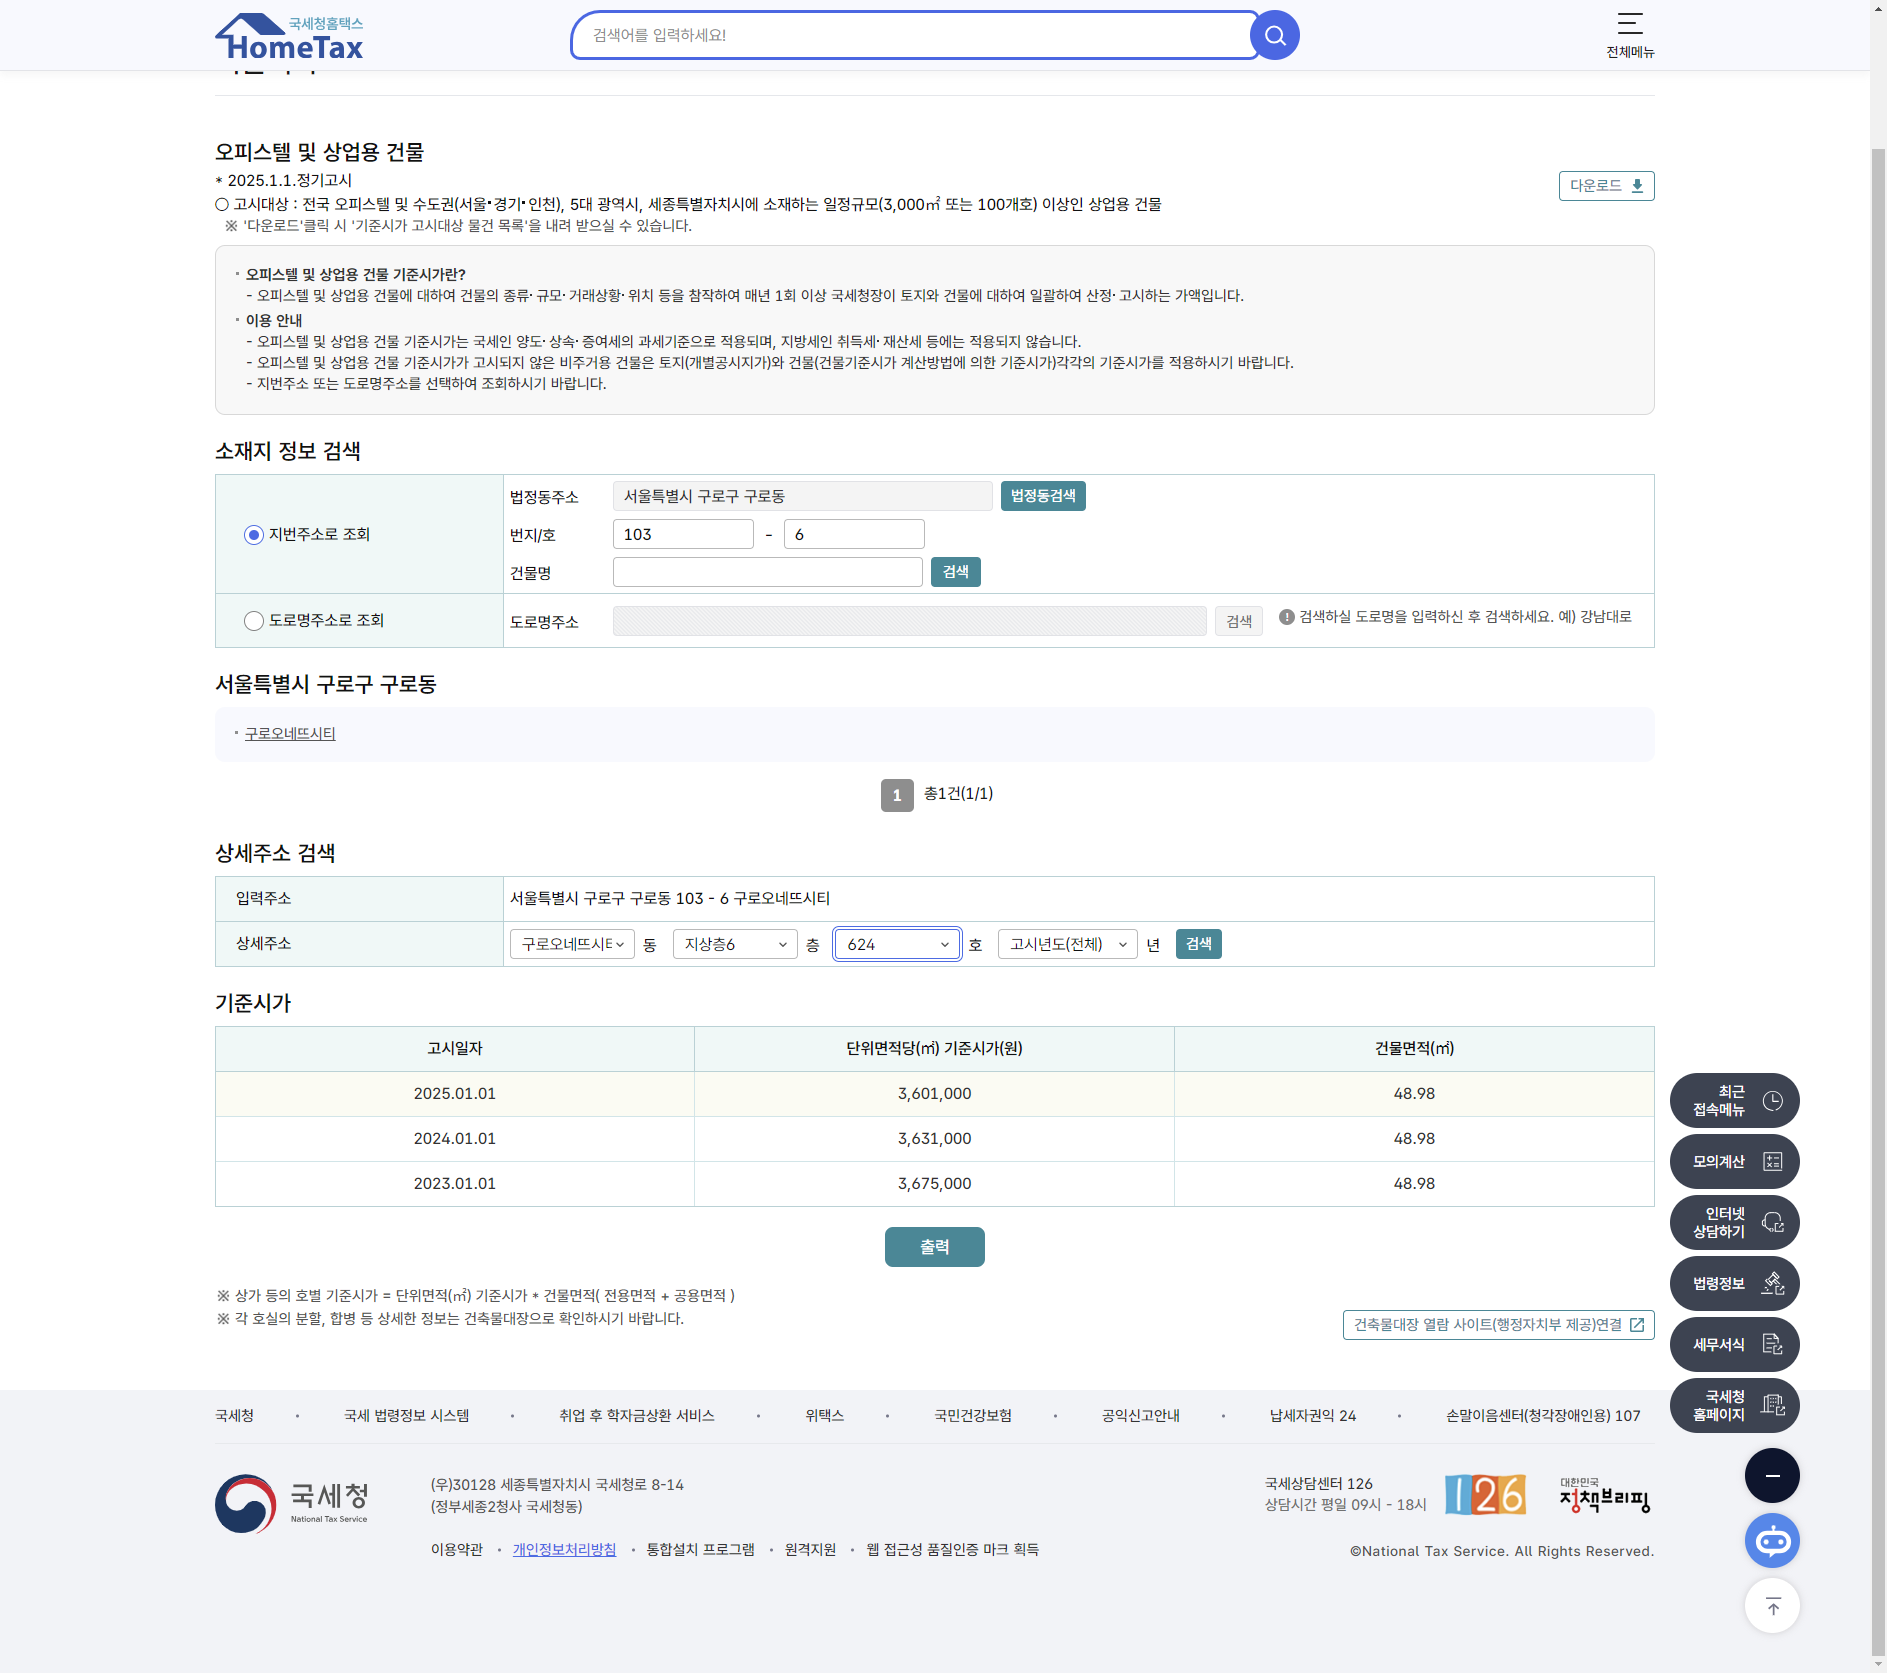 국세청홈택스
HomeTax
검색어를 입력하세요!
전체메뉴
오피스텔 및 상업용 건물
* 2025.1.1.정기고시
다운로드
○ 고시대상 : 전국 오피스텔 및 수도권(서울·경기·인천), 5대 광역시, 세종특별자치시에 소재하는 일정규모(3,000㎡ 또는 100개호) 이상인 상업용 건물
※ '다운로드'클릭 시 '기준시가 고시대상 물건 목록'을 내려 받으실 수 있습니다.
· 오피스텔 및 상업용 건물 기준시가란?
- 오피스텔 및 상업용 건물에 대하여 건물의 종류·규모·거래상황·위치 등을 참작하여 매년 1회 이상 국세청장이 토지와 건물에 대하여 일괄하여 산정·고시하는 가액입니다.
· 이용 안내
- 오피스텔 및 상업용 건물 기준시가는 국세인 양도·상속·증여세의 과세기준으로 적용되며, 지방세인 취득세·재산세 등에는 적용되지 않습니다.
- 오피스텔 및 상업용 건물 기준시가가 고시되지 않은 비주거용 건물은 토지(개별공시지가)와 건물(건물기준시가 계산방법에 의한 기준시가)각각의 기준시가를 적용하시기 바랍니다.
- 지번주소 또는 도로명주소를 선택하여 조회하시기 바랍니다.
소재지 정보 검색
지번주소로 조회
법정동주소 서울특별시 구로구 구로동 법정동검색
번지/호 103 - 6
건물명 검색
도로명주소로 조회 도로명주소 검색 검색하실 도로명을 입력하신 후 검색하세요. 예) 강남대로
서울특별시 구로구 구로동
· 구로오네뜨시티
1 총1건(1/1)
상세주소 검색
입력주소 서울특별시 구로구 구로동 103 - 6 구로오네뜨시티
상세주소 구로오네뜨시티 동 지상층6 층 624 호 고시년도(전체) 년 검색
기준시가
고시일자 단위면적당(㎡) 기준시가(원) 건물면적(㎡)
2025.01.01 3,601,000 48.98
2024.01.01 3,631,000 48.98
2023.01.01 3,675,000 48.98
출력
※ 상가 등의 호별 기준시가 = 단위면적(㎡) 기준시가 * 건물면적( 전용면적 + 공용면적 )
※ 각 호실의 분할, 합병 등 상세한 정보는 건축물대장으로 확인하시기 바랍니다.
건축물대장 열람 사이트(행정자치부 제공)연결
최근
접속메뉴
모의계산
인터넷
상담하기
법령정보
세무서식
국세청
홈페이지
국세청 · 국세 법령정보 시스템 · 취업 후 학자금상환 서비스 · 위택스 · 국민건강보험 · 공익신고안내 · 납세자권익 24 · 손말이음센터(청각장애인용) 107
국세청
National Tax Service
(우)30128 세종특별자치시 국세청로 8-14
(정부세종2청사 국세청동)
국세상담센터 126
상담시간 평일 09시 - 18시
126
대한민국
정책브리핑
이용약관 · 개인정보처리방침 · 통합설치 프로그램 · 원격지원 · 웹 접근성 품질인증 마크 획득
©National Tax Service. All Rights Reserved.